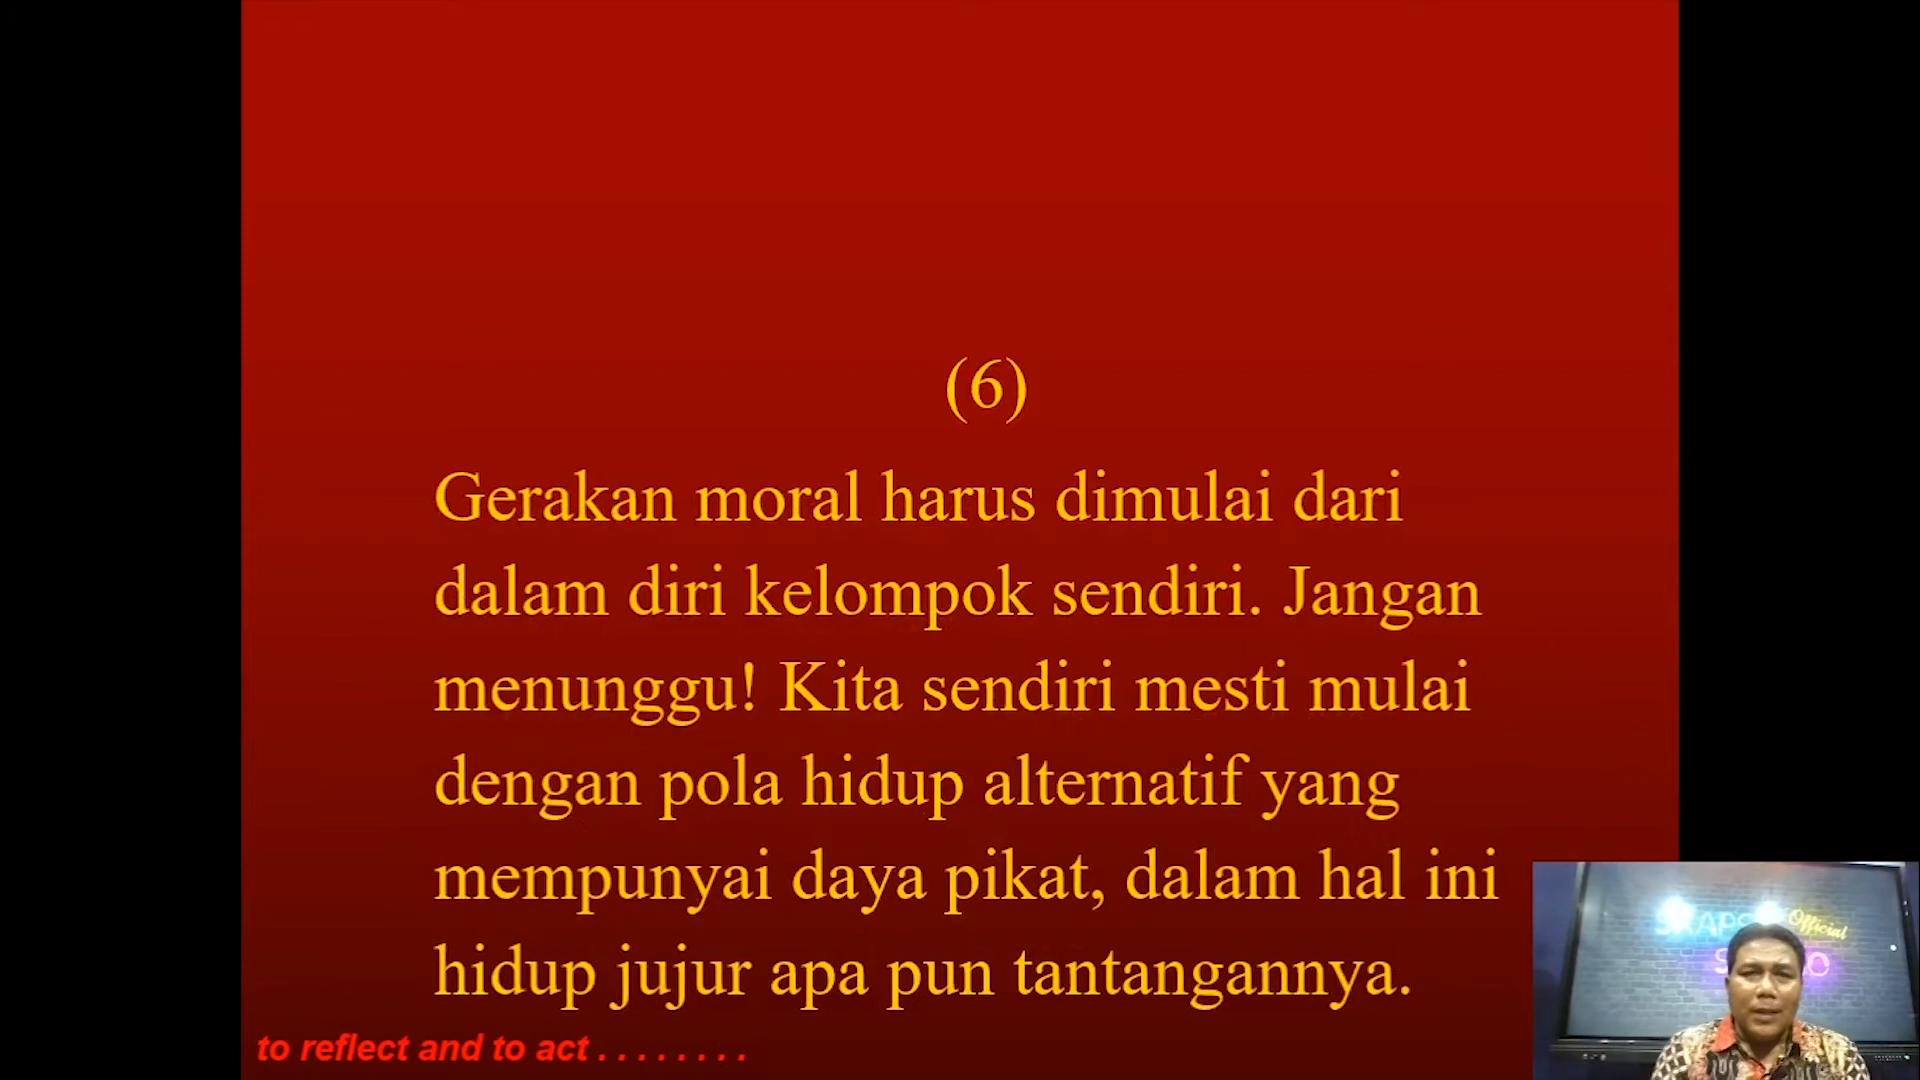 (6)
Gerakan moral harus dimulai dari
dalam diri kelompok sendiri. Jangan
menunggu! Kita sendiri mesti mulai
dengan pola hidup alternatif yang
mempunyai daya pikat, dalam hal ini
hidup jujur apa pun tantangannya.
to reflect and to act . . . . . . . .
Official